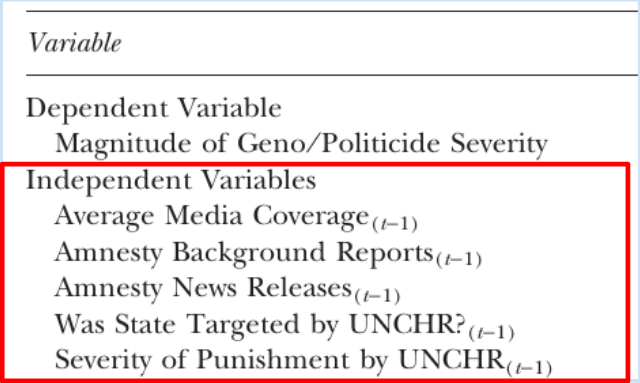 Variable
Dependent Variable
Magnitude of Geno/Politicide Severity
Independent Variables
Average Media Coverage(t–1)
Amnesty Background Reports(t–1)
Amnesty News Releases(t–1)
Was State Targeted by UNCHR?(t–1)
Severity of Punishment by UNCHR(t–1)